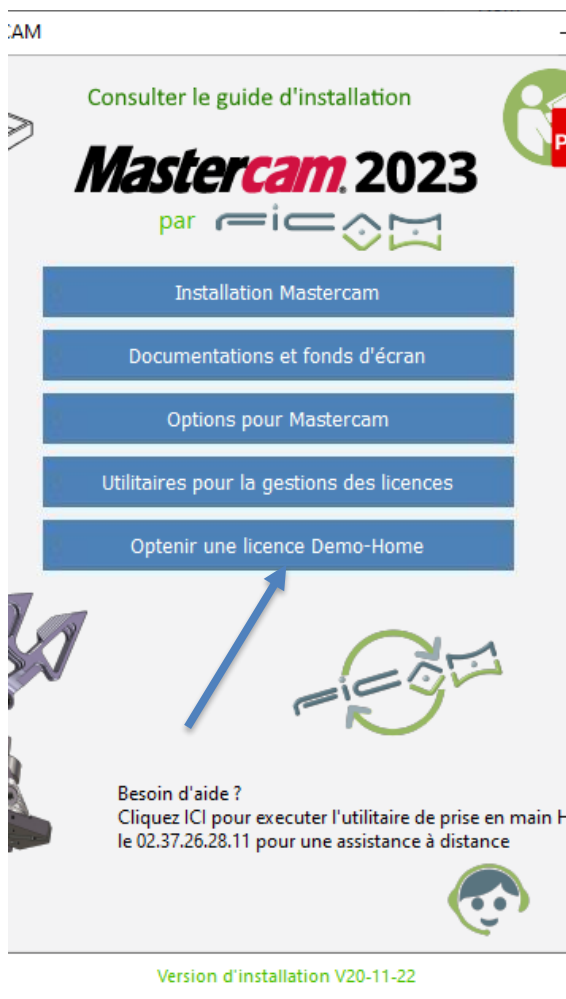 CAM
Consulter le guide d'installation
Mastercam. 2023
par FiCAM
Installation Mastercam
Documentations et fonds d'écran
Options pour Mastercam
Utilitaires pour la gestions des licences
Optenir une licence Demo-Home
FiCAM
Besoin d'aide ?
Cliquez ICI pour executer l'utilitaire de prise en main H
le 02.37.26.28.11 pour une assistance à distance
Version d'installation V20-11-22